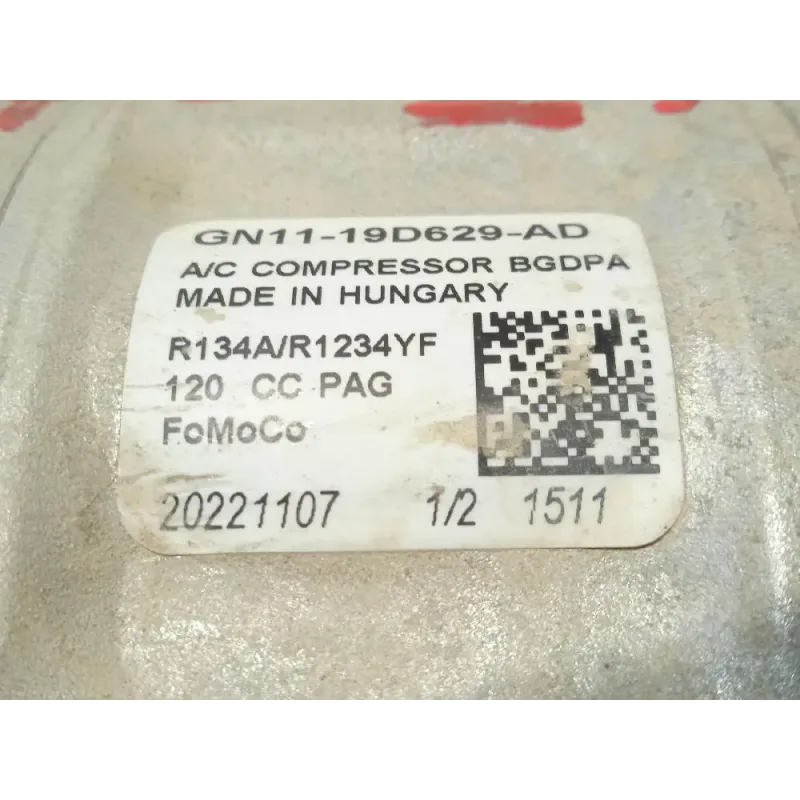 GN11-19D629-AD
A/C COMPRESSOR BGDPA
MADE IN HUNGARY
R134A/R1234YF
120 CC PAG
FoMoCo
20221107 1/2 1511